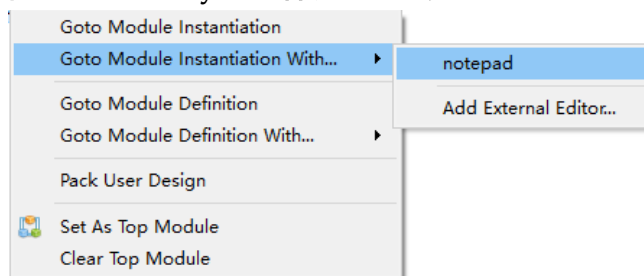 Goto Module Instantiation
Goto Module Instantiation With...
notepad
Add External Editor...
Goto Module Definition
Goto Module Definition With...
Pack User Design
Set As Top Module
Clear Top Module